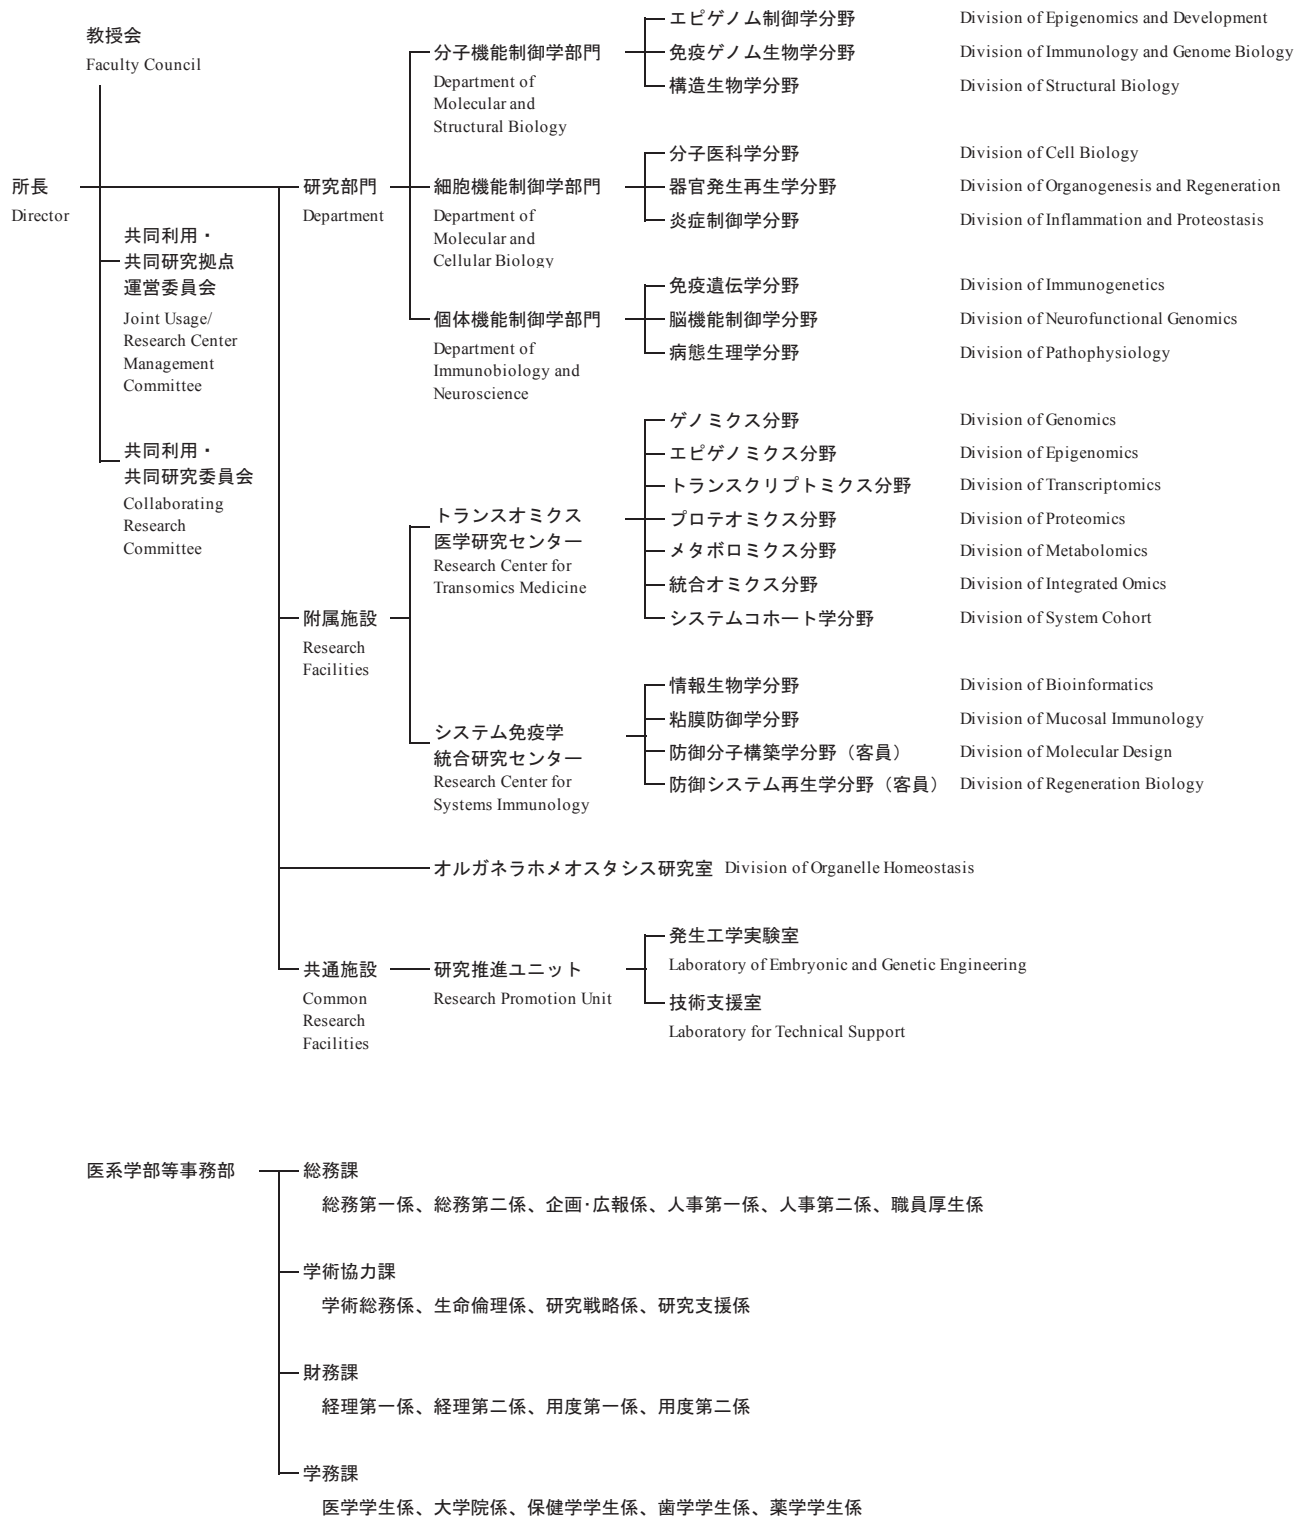 教授会
Faculty Council
所長
Director
共同利用・
共同研究拠点
運営委員会
Joint Usage/
Research Center
Management
Committee
共同利用・
共同研究委員会
Collaborating
Research
Committee
研究部門
Department
分子機能制御学部門
Department of
Molecular and
Structural Biology
エピゲノム制御学分野 Division of Epigenomics and Development
免疫ゲノム生物学分野 Division of Immunology and Genome Biology
構造生物学分野 Division of Structural Biology
細胞機能制御学部門
Department of
Molecular and
Cellular Biology
分子医科学分野 Division of Cell Biology
器官発生再生学分野 Division of Organogenesis and Regeneration
炎症制御学分野 Division of Inflammation and Proteostasis
個体機能制御学部門
Department of
Immunobiology and
Neuroscience
免疫遺伝学分野 Division of Immunogenetics
脳機能制御学分野 Division of Neurofunctional Genomics
病態生理学分野 Division of Pathophysiology
附属施設
Research
Facilities
トランスオミクス
医学研究センター
Research Center for
Transomics Medicine
ゲノミクス分野 Division of Genomics
エピゲノミクス分野 Division of Epigenomics
トランスクリプトミクス分野 Division of Transcriptomics
プロテオミクス分野 Division of Proteomics
メタボロミクス分野 Division of Metabolomics
統合オミクス分野 Division of Integrated Omics
システムコホート学分野 Division of System Cohort
システム免疫学
統合研究センター
Research Center for
Systems Immunology
情報生物学分野 Division of Bioinformatics
粘膜防御学分野 Division of Mucosal Immunology
防御分子構築学分野（客員） Division of Molecular Design
防御システム再生学分野（客員） Division of Regeneration Biology
オルガネラホメオスタシス研究室 Division of Organelle Homeostasis
共通施設
Common
Research
Facilities
研究推進ユニット
Research Promotion Unit
発生工学実験室
Laboratory of Embryonic and Genetic Engineering
技術支援室
Laboratory for Technical Support
医系学部等事務部
総務課
総務第一係、総務第二係、企画・広報係、人事第一係、人事第二係、職員厚生係
学術協力課
学術総務係、生命倫理係、研究戦略係、研究支援係
財務課
経理第一係、経理第二係、用度第一係、用度第二係
学務課
医学学生係、大学院係、保健学学生係、歯学学生係、薬学学生係